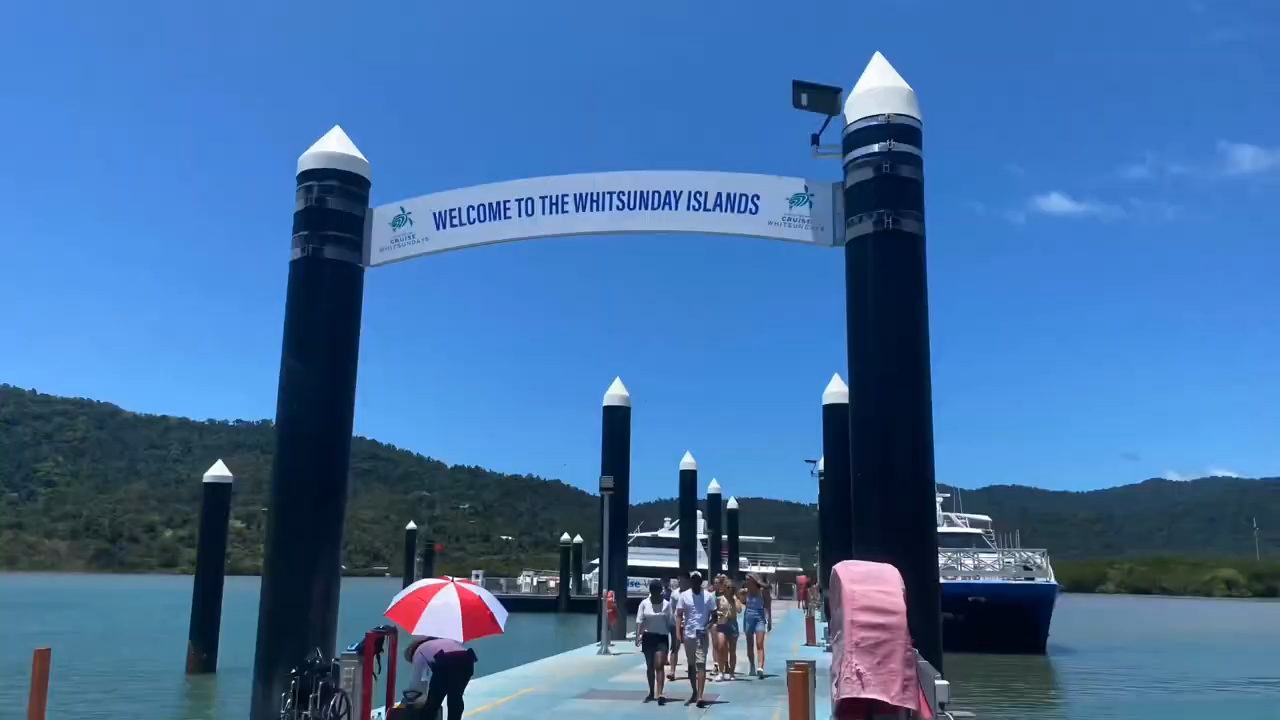 WELCOME TO THE WHITSUNDAY ISLANDS
CRUISE
WHITSUNDAYS
CRUISE
WHITSUNDAYS